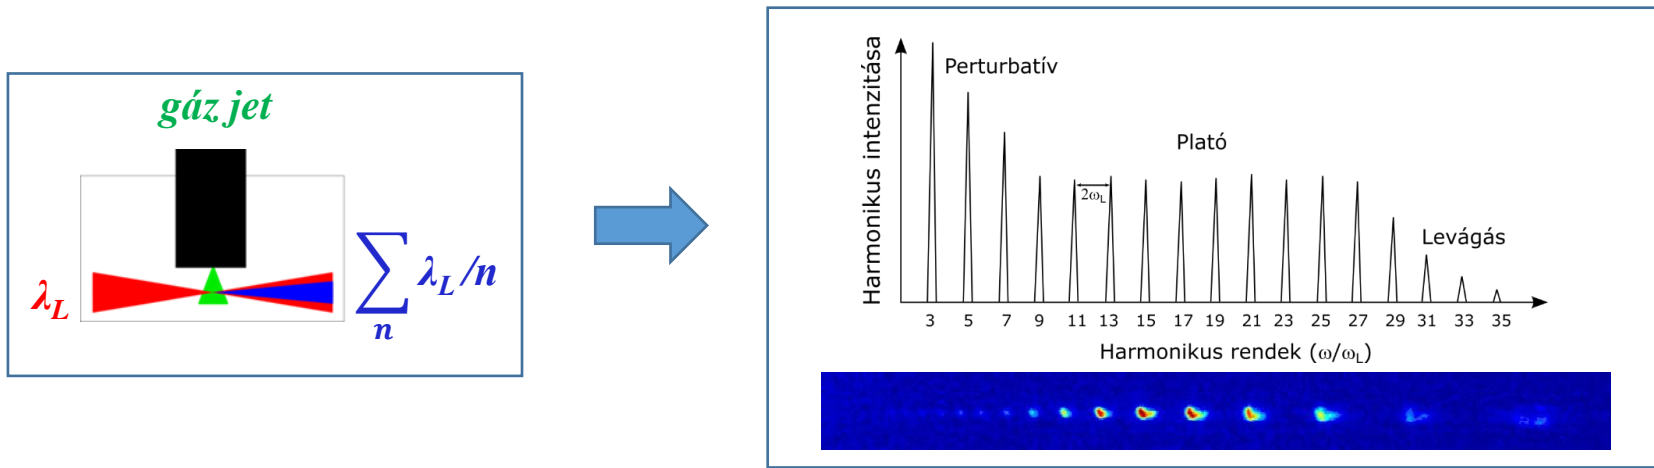 gáz jet
λL
∑ λL/n
n
Harmonikus intenzitása
Perturbatív
Plató
2ωL
Levágás
3 5 7 9 11 13 15 17 19 21 23 25 27 29 31 33 35
Harmonikus rendek (ω/ωL)